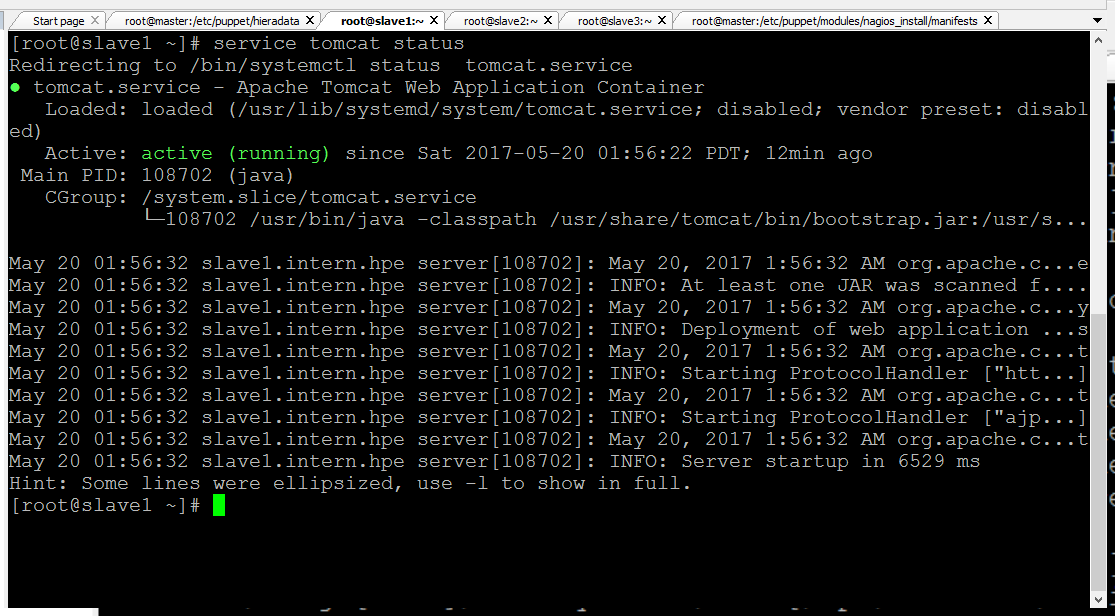 Start page
root@master:/etc/puppet/hieradata
root@slave1:~
root@slave2:~
root@slave3:~
root@master:/etc/puppet/modules/nagios_install/manifests
[root@slave1 ~]# service tomcat status
Redirecting to /bin/systemctl status  tomcat.service
● tomcat.service - Apache Tomcat Web Application Container
   Loaded: loaded (/usr/lib/systemd/system/tomcat.service; disabled; vendor preset: disabl
ed)
   Active: active (running) since Sat 2017-05-20 01:56:22 PDT; 12min ago
 Main PID: 108702 (java)
   CGroup: /system.slice/tomcat.service
           └─108702 /usr/bin/java -classpath /usr/share/tomcat/bin/bootstrap.jar:/usr/s...
May 20 01:56:32 slave1.intern.hpe server[108702]: May 20, 2017 1:56:32 AM org.apache.c...e
May 20 01:56:32 slave1.intern.hpe server[108702]: INFO: At least one JAR was scanned f....
May 20 01:56:32 slave1.intern.hpe server[108702]: May 20, 2017 1:56:32 AM org.apache.c...y
May 20 01:56:32 slave1.intern.hpe server[108702]: INFO: Deployment of web application ...s
May 20 01:56:32 slave1.intern.hpe server[108702]: May 20, 2017 1:56:32 AM org.apache.c...t
May 20 01:56:32 slave1.intern.hpe server[108702]: INFO: Starting ProtocolHandler ["htt...]
May 20 01:56:32 slave1.intern.hpe server[108702]: May 20, 2017 1:56:32 AM org.apache.c...t
May 20 01:56:32 slave1.intern.hpe server[108702]: INFO: Starting ProtocolHandler ["ajp...]
May 20 01:56:32 slave1.intern.hpe server[108702]: May 20, 2017 1:56:32 AM org.apache.c...t
May 20 01:56:32 slave1.intern.hpe server[108702]: INFO: Server startup in 6529 ms
Hint: Some lines were ellipsized, use -l to show in full.
[root@slave1 ~]#